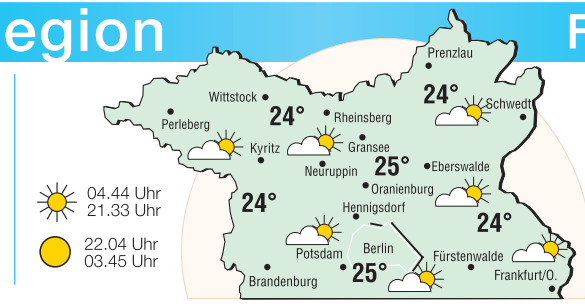 egion
Prenzlau
24°
Schwedt
Wittstock
24°
Rheinsberg
Perleberg
Kyritz
Gransee
Neuruppin
25°
Eberswalde
Oranienburg
24°
Hennigsdorf
24°
Potsdam
Berlin
Fürstenwalde
Brandenburg
25°
Frankfurt/O.
04.44 Uhr
21.33 Uhr
22.04 Uhr
03.45 Uhr